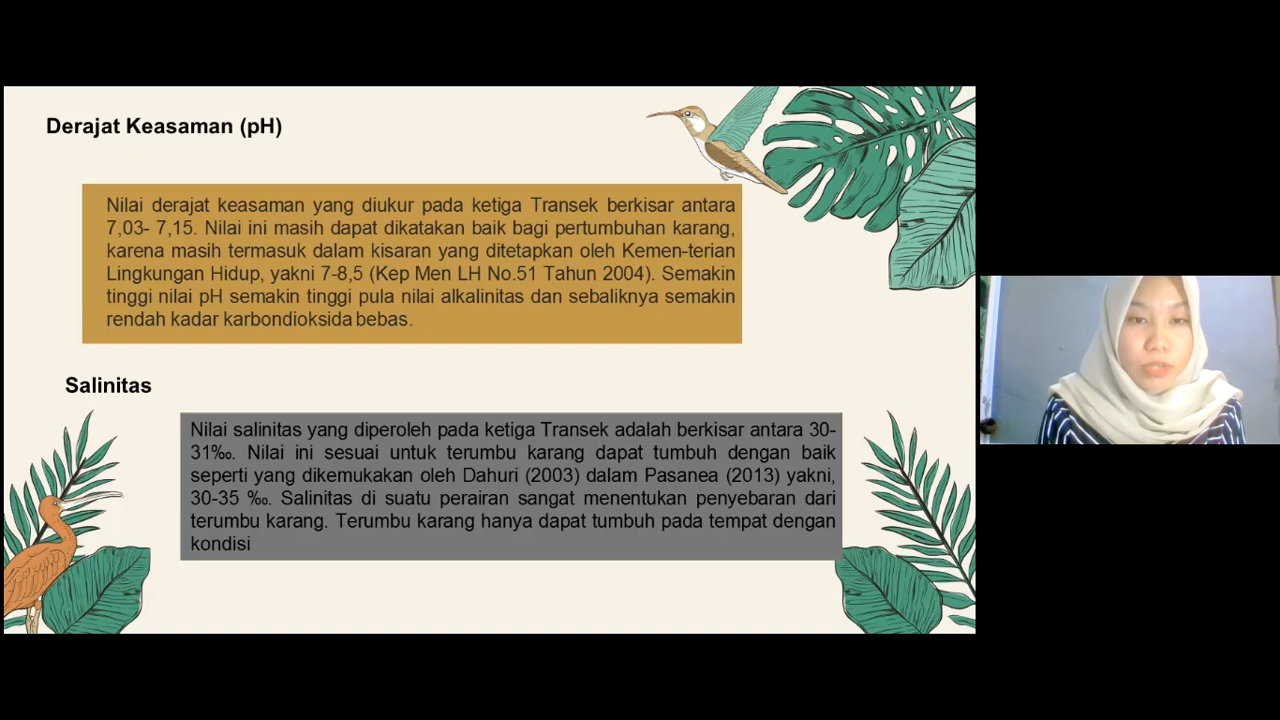 Derajat Keasaman (pH)
Nilai derajat keasaman yang diukur pada ketiga Transek berkisar antara
7,03- 7,15. Nilai ini masih dapat dikatakan baik bagi pertumbuhan karang,
karena masih termasuk dalam kisaran yang ditetapkan oleh Kemen-terian
Lingkungan Hidup, yakni 7-8,5 (Kep Men LH No.51 Tahun 2004). Semakin
tinggi nilai pH semakin tinggi pula nilai alkalinitas dan sebaliknya semakin
rendah kadar karbondioksida bebas.
Salinitas
Nilai salinitas yang diperoleh pada ketiga Transek adalah berkisar antara 30-
31‰. Nilai ini sesuai untuk terumbu karang dapat tumbuh dengan baik
seperti yang dikemukakan oleh Dahuri (2003) dalam Pasanea (2013) yakni,
30-35 ‰. Salinitas di suatu perairan sangat menentukan penyebaran dari
terumbu karang. Terumbu karang hanya dapat tumbuh pada tempat dengan
kondisi